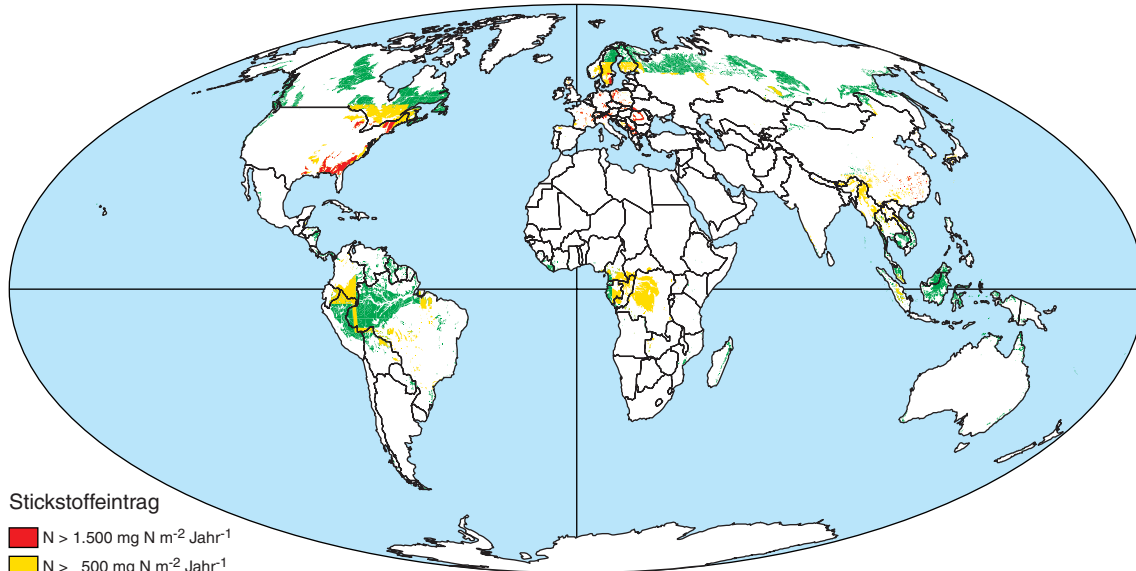 Stickstoffeintrag
N > 1.500 mg N m⁻² Jahr⁻¹
N > 500 mg N m⁻² Jahr⁻¹